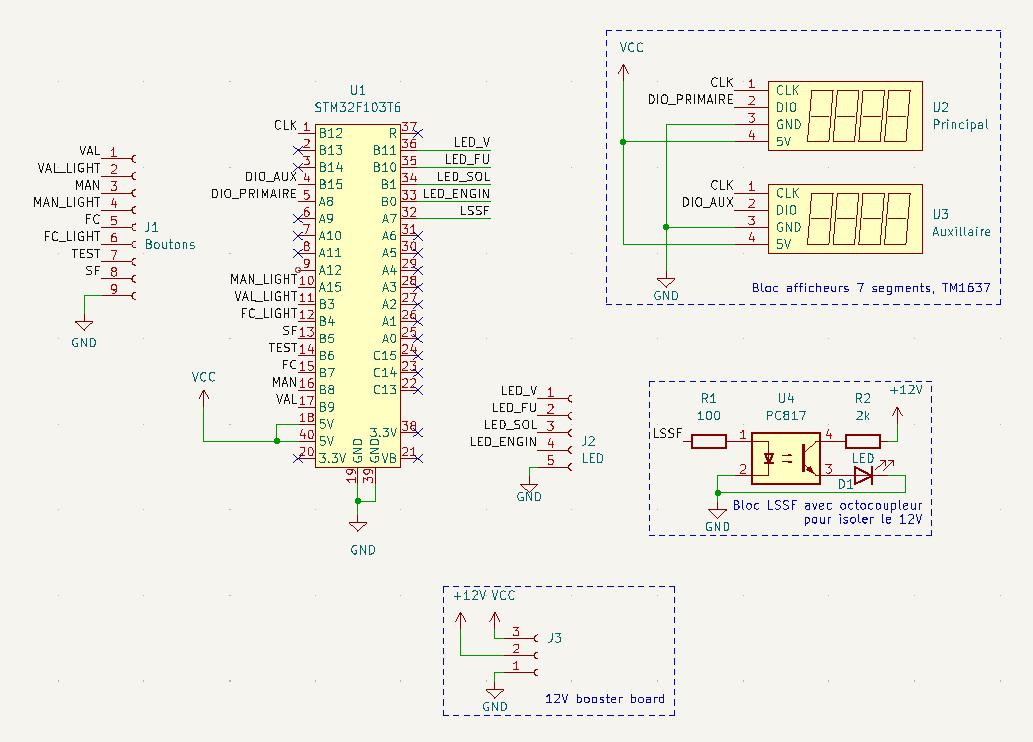 U1
STM32F103T6
CLK 1 B12
2 B13
3 B14
DIO_AUX 4 B15
DIO_PRIMAIRE 5 A8
6 A9
7 A10
8 A11
9 A12
MAN_LIGHT 10 A15
VAL_LIGHT 11 B3
FC_LIGHT 12 B4
SF 13 B5
TEST 14 B6
FC 15 B7
MAN 16 B8
VAL 17 B9
18 5V
40 5V
20 3.3V
R 37
B11 36 LED_V
B10 35 LED_FU
B1 34 LED_SOL
B0 33 LED_ENGIN
A7 32 LSSF
A6 31
A5 30
A4 29
A3 28
A2 27
A1 26
A0 25
C15 24
C14 23
C13 22
3.3V 38
VB 21
GND 19
GND 39
GND
VCC
VAL 1
VAL_LIGHT 2
MAN 3
MAN_LIGHT 4
FC 5
FC_LIGHT 6
TEST 7
SF 8
9
J1
Boutons
GND
VCC
CLK 1 CLK
DIO_PRIMAIRE 2 DIO
3 GND
4 5V
U2
Principal
CLK 1 CLK
DIO_AUX 2 DIO
3 GND
4 5V
U3
Auxillaire
GND
Bloc afficheurs 7 segments, TM1637
LED_V 1
LED_FU 2
LED_SOL 3
LED_ENGIN 4
5
J2
LED
GND
R1
100
U4
PC817
R2
2k
+12V
LSSF
1
2
4
3
LED
D1
GND
Bloc LSSF avec octocoupleur
pour isoler le 12V
+12V VCC
3
2
1
J3
GND
12V booster board